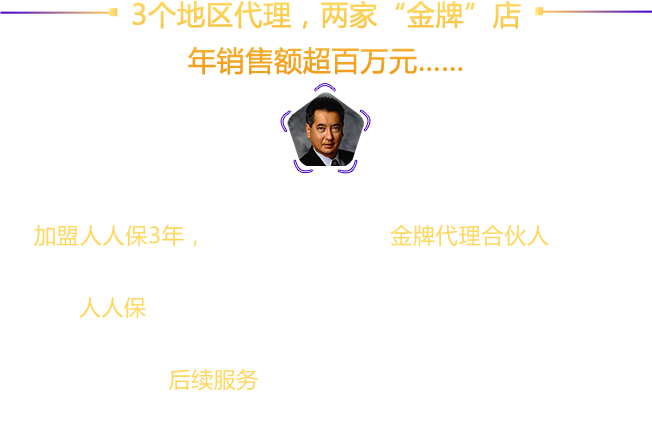 3个地区代理，两家“金牌”店
年销售额超百万元……
加盟人人保3年， 金牌代理合伙人
人人保
后续服务